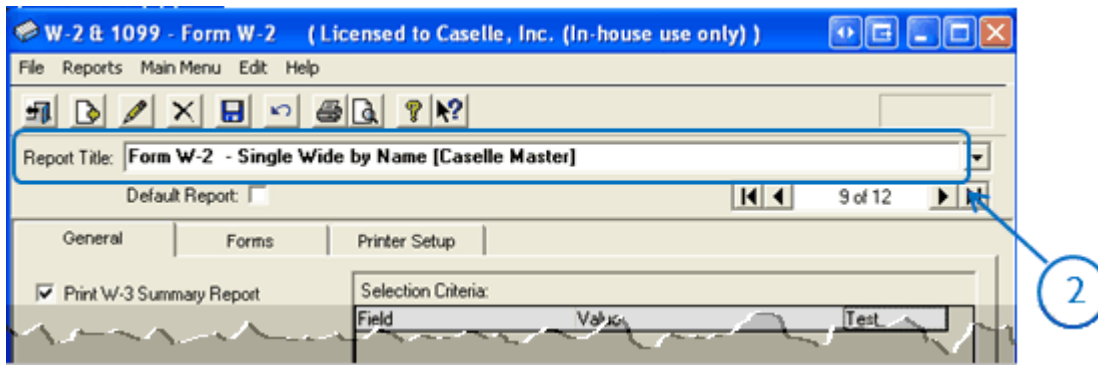 W-2 & 1099 - Form W-2 ( Licensed to Caselle, Inc. (In-house use only) )
File Reports Main Menu Edit Help
Report Title: Form W-2 - Single Wide by Name [Caselle Master]
Default Report: 9 of 12
General Forms Printer Setup
Print W-3 Summary Report Selection Criteria:
Field Value Test
2